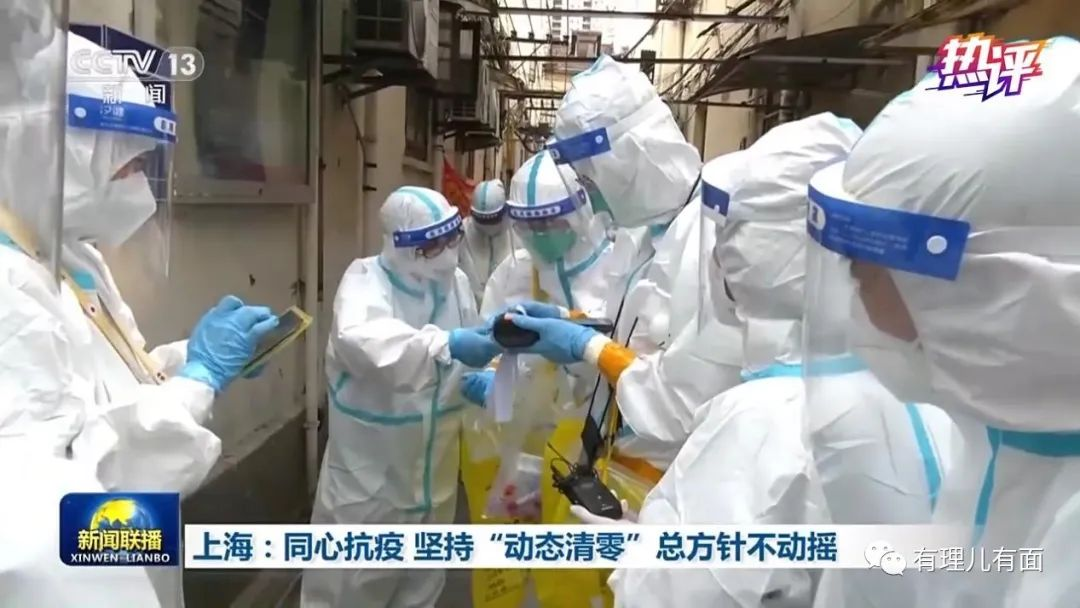 CCTV 13
新闻
热评
新闻联播
XINWEN-LIANBO
上海：同心抗疫 坚持“动态清零”总方针不动摇
有理儿有面